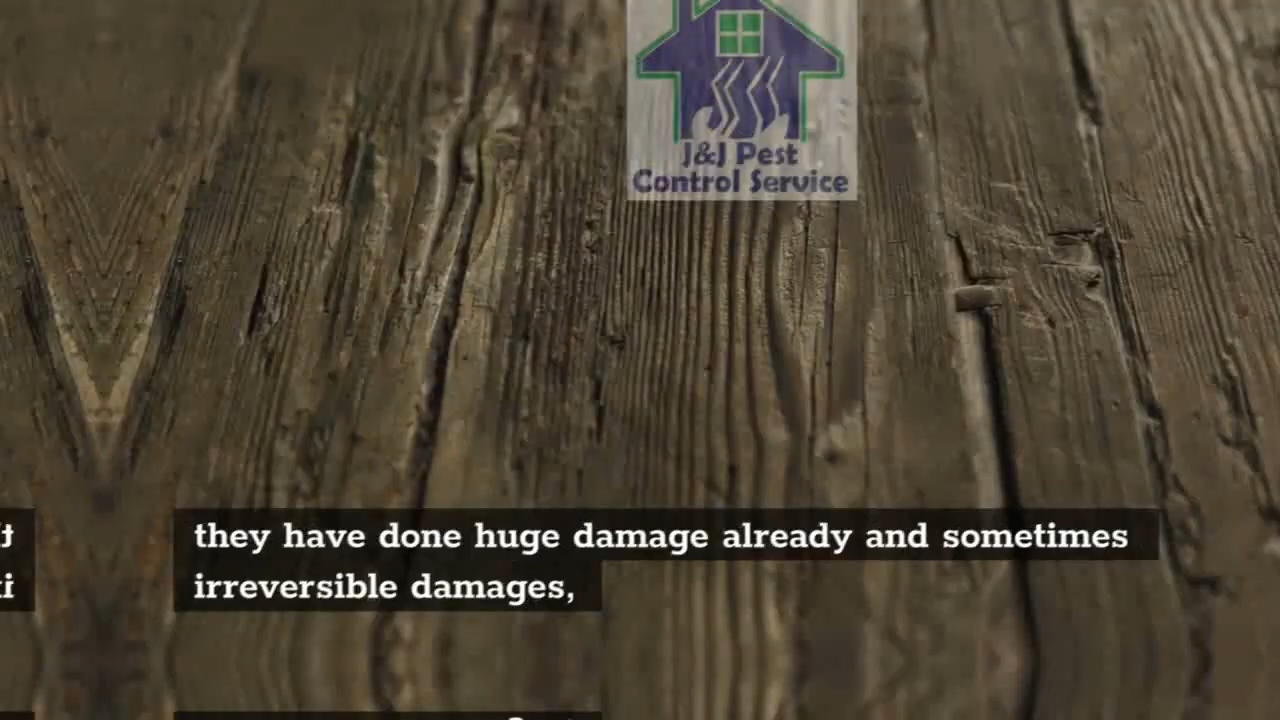 J&J Pest
Control Service
they have done huge damage already and sometimes
irreversible damages,